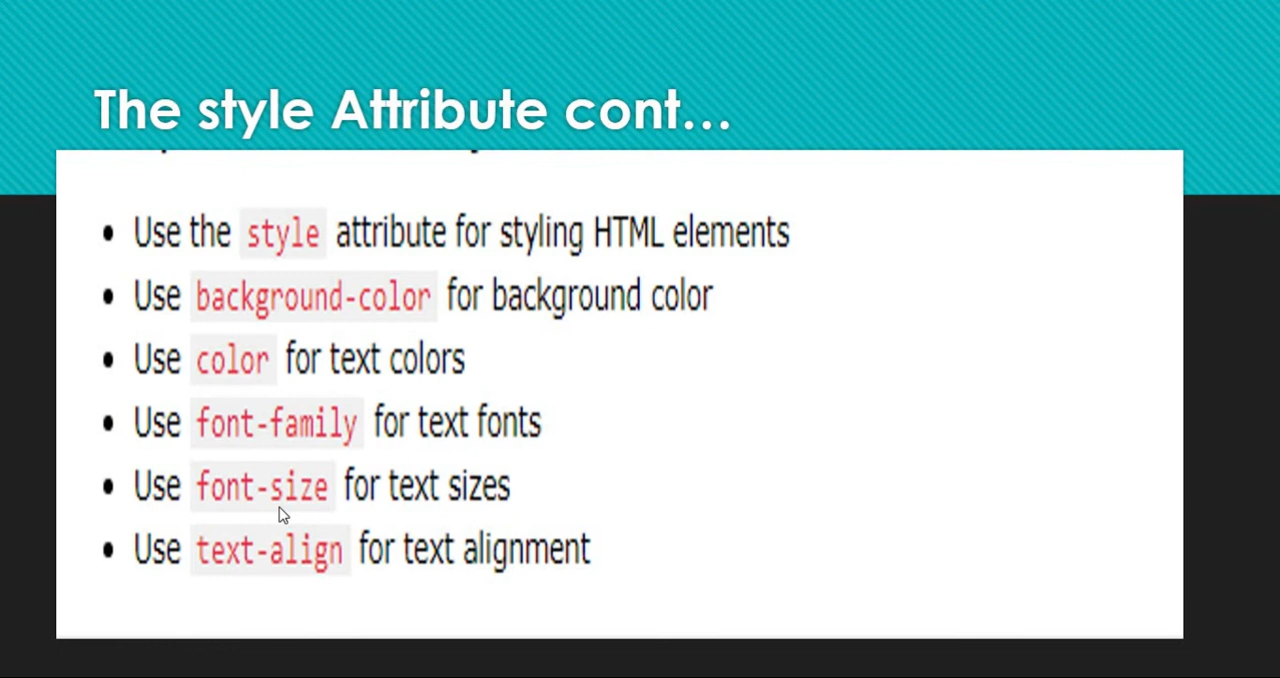 The style Attribute cont...
• Use the style attribute for styling HTML elements
• Use background-color for background color
• Use color for text colors
• Use font-family for text fonts
• Use font-size for text sizes
• Use text-align for text alignment